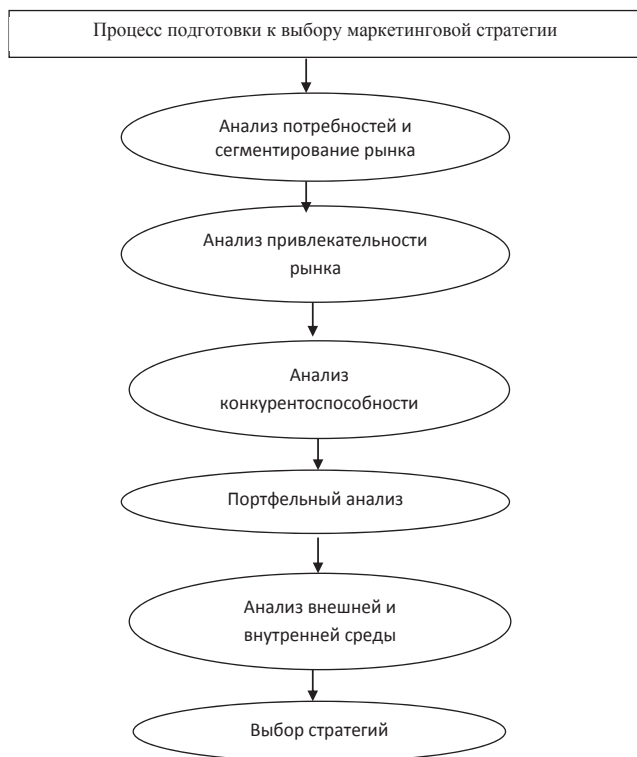 Процесс подготовки к выбору маркетинговой стратегии
Анализ потребностей и
сегментирование рынка
Анализ привлекательности
рынка
Анализ
конкурентоспособности
Портфельный анализ
Анализ внешней и
внутренней среды
Выбор стратегий